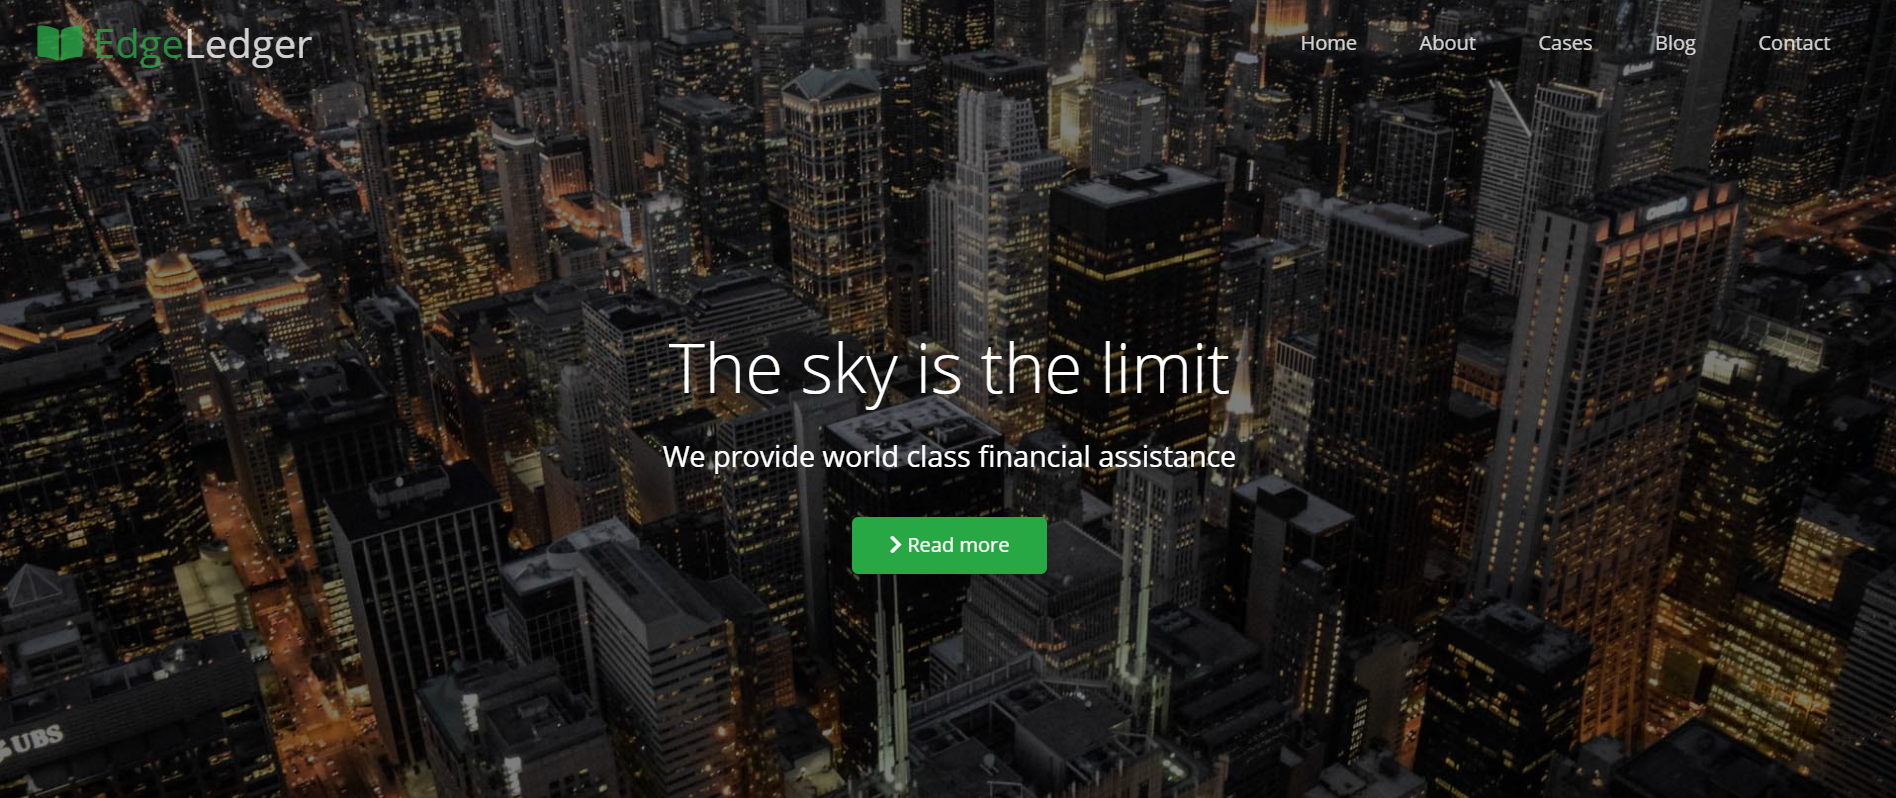 EdgeLedger
Home About Cases Blog Contact
The sky is the limit
We provide world class financial assistance
Read more
UBS